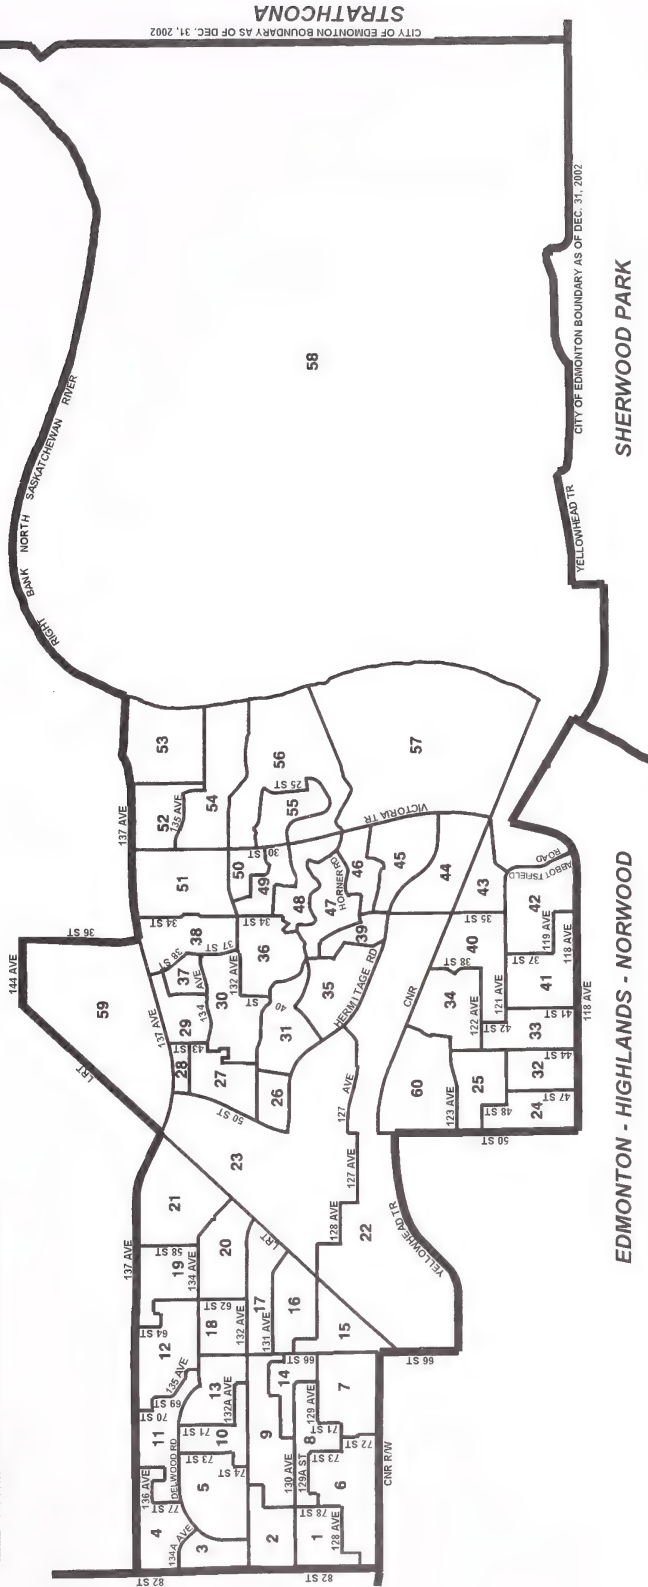 STRATHCONA
CITY OF EDMONTON BOUNDARY AS OF DEC. 31, 2002
RIGHT BANK NORTH SASKATCHEWAN RIVER
58
CITY OF EDMONTON BOUNDARY AS OF DEC. 31, 2002
SHERWOOD PARK
YELLOWHEAD TR
EDMONTON - HIGHLANDS - NORWOOD
144 AVE
36 ST
59
LRT
137 AVE
53
52
135 AVE
54
56
25 ST
55
57
VICTORIA TR
51
50
30 ST
49
48
47
HORNER RD
46
45
44
43
ABBOTTSFIELD ROAD
34 ST
38
38 ST
37 ST
37
134 AVE
30
132 AVE
34 ST
36
40 ST
39
35
HERMITAGE RD
31
137 AVE
29
43 ST
28
27
50 ST
26
CNR
35 ST
40
38 ST
34
42
119 AVE
118 AVE
37 ST
41
41 ST
121 AVE
122 AVE
42 ST
33
118 AVE
44 ST
32
47 ST
24
48 ST
25
123 AVE
60
50 ST
127 AVE
23
127 AVE
128 AVE
22
YELLOWHEAD TR
21
137 AVE
58 ST
19
134 AVE
20
LRT
62 ST
18
132 AVE
17
131 AVE
16
15
66 ST
64 ST
12
135 AVE
69 ST
70 ST
13
132A AVE
66 ST
14
129 AVE
7
11
DELWOOD RD
71 ST
10
73 ST
74 ST
9
130 AVE
129A ST
8
71 ST
73 ST
72 ST
CNR R/W
136 AVE
77 ST
4
134A AVE
5
3
2
78 ST
1
128 AVE
6
82 ST
82 ST